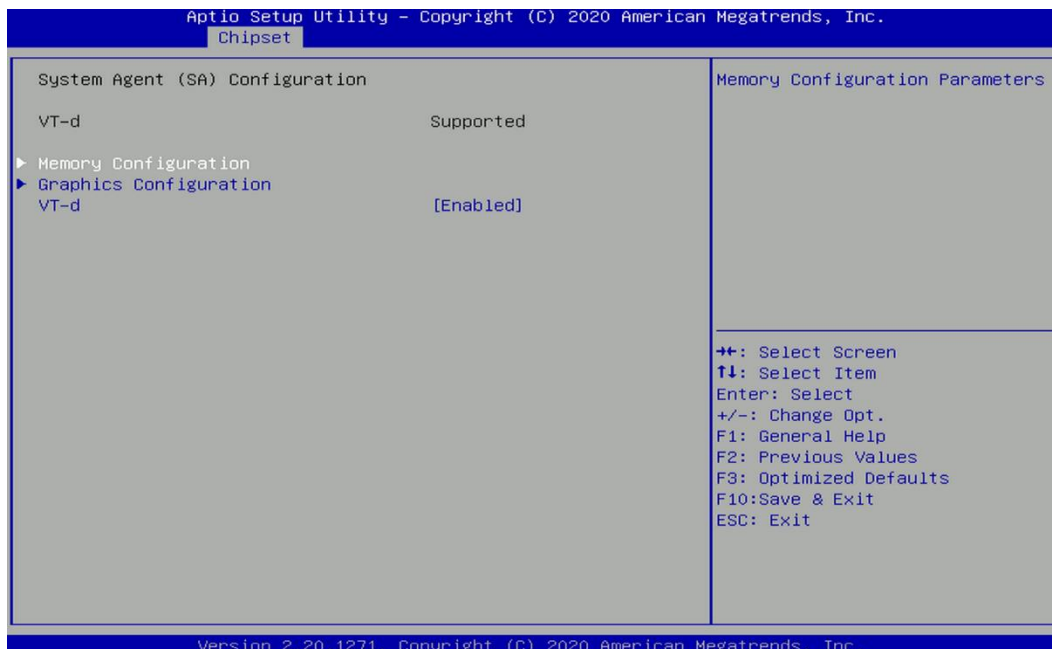 Aptio Setup Utility – Copyright (C) 2020 American Megatrends, Inc.
Chipset
System Agent (SA) Configuration
VT-d Supported
Memory Configuration
Graphics Configuration
VT-d [Enabled]
Memory Configuration Parameters
→←: Select Screen
↑↓: Select Item
Enter: Select
+/-: Change Opt.
F1: General Help
F2: Previous Values
F3: Optimized Defaults
F10:Save & Exit
ESC: Exit
Version 2.20.1271. Copyright (C) 2020 American Megatrends, Inc.